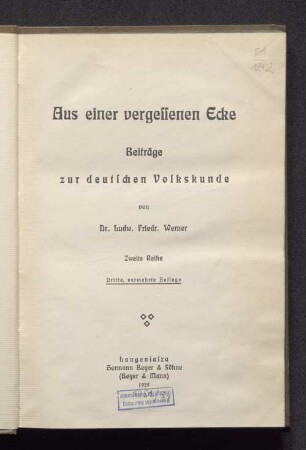 Aus einer vergessenen Ecke
Beiträge
zur deutschen Volkskunde
von
Dr. Ludw. Friedr. Werner
Zweite Reihe
Dritte, vermehrte Auflage
Langensalza
Hermann Beyer & Söhne
(Beyer & Mann)
1925